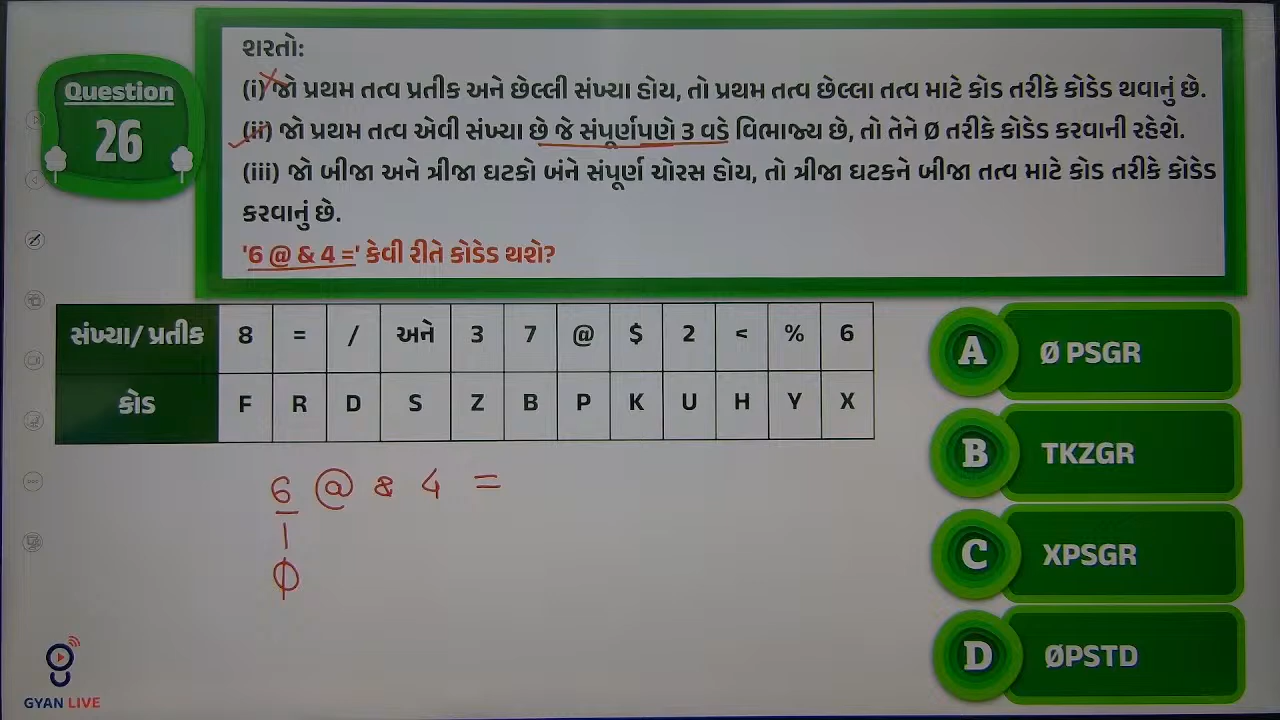 Question
26
શરતો:
(i) જો પ્રથમ તત્વ પ્રતીક અને છેલ્લી સંખ્યા હોય, તો પ્રથમ તત્વ છેલ્લા તત્વ માટે કોડ તરીકે કોડેડ થવાનું છે.
(ii) જો પ્રથમ તત્વ એવી સંખ્યા છે જે સંપૂર્ણપણે 3 વડે વિભાજ્ય છે, તો તેને Ø તરીકે કોડેડ કરવાની રહેશે.
(iii) જો બીજા અને ત્રીજા ઘટકો બંને સંપૂર્ણ ચોરસ હોય, તો ત્રીજા ઘટકને બીજા તત્વ માટે કોડ તરીકે કોડેડ
કરવાનું છે.
'6 @ & 4 =' કેવી રીતે કોડેડ થશે?
સંખ્યા/ પ્રતીક 8 = / અને 3 7 @ $ 2 < % 6
કોડ F R D S Z B P K U H Y X
6 @ & 4 =
Ø
A Ø PSGR
B TKZGR
C XPSGR
D ØPSTD
GYAN LIVE